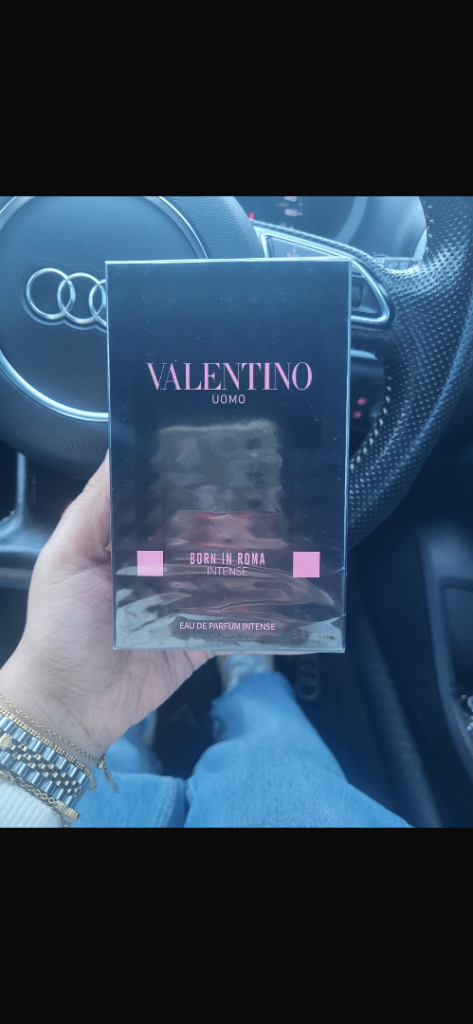 VALENTINO
UOMO
BORN IN ROMA
INTENSE
EAU DE PARFUM INTENSE